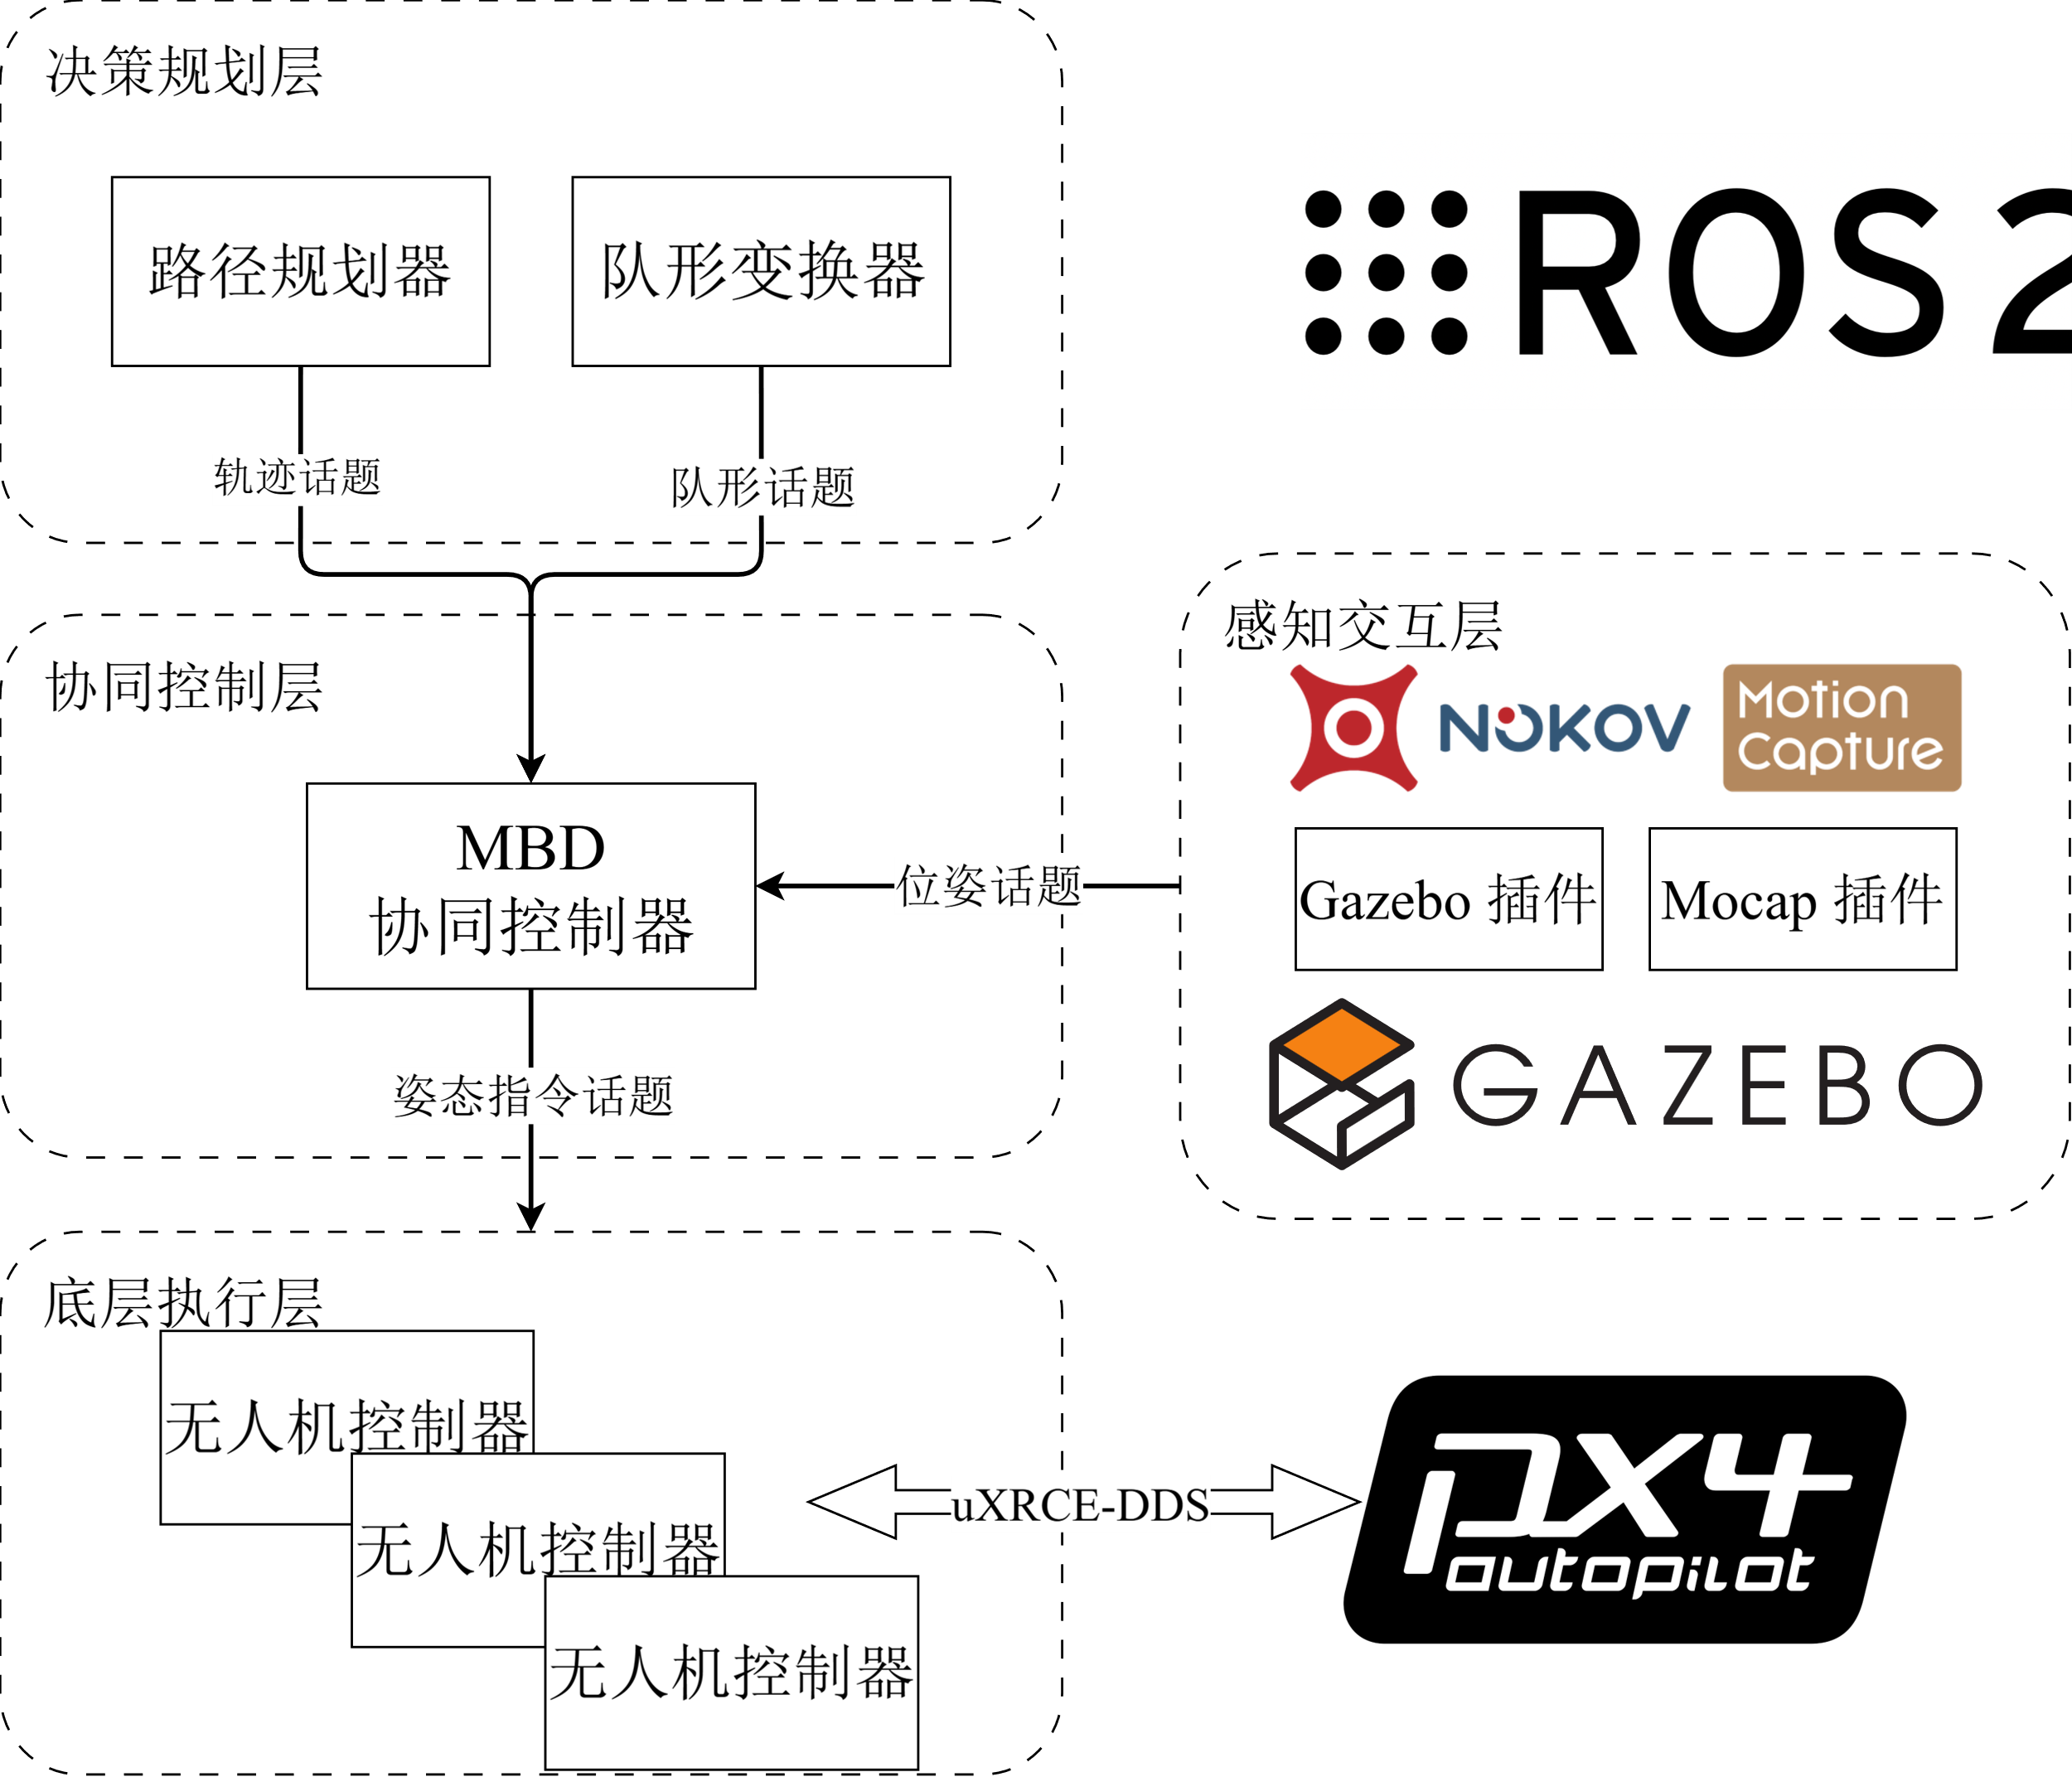 决策规划层
路径规划器
队形变换器
ROS 2
轨迹话题
队形话题
感知交互层
协同控制层
NOKOV
Motion
Capture
MBD
协同控制器
位姿话题
Gazebo 插件
Mocap 插件
GAZEBO
姿态指令话题
底层执行层
无人机控制器
无人机控制器
无人机控制器
uXRCE-DDS
px4
autopilot